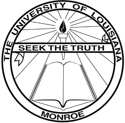 THE UNIVERSITY OF LOUISIANA
SEEK THE TRUTH
MONROE